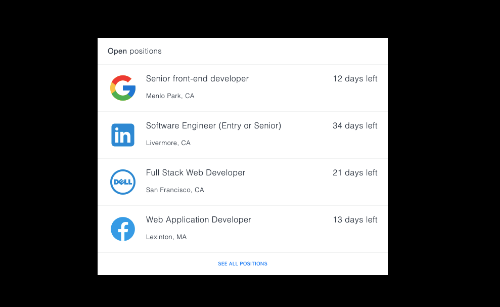 Open positions
Senior front-end developer
12 days left
Menlo Park, CA
in
Software Engineer (Entry or Senior)
34 days left
Livermore, CA
DELL
Full Stack Web Developer
21 days left
San Francisco, CA
Web Application Developer
13 days left
Lexinton, MA
SEE ALL POSITIONS